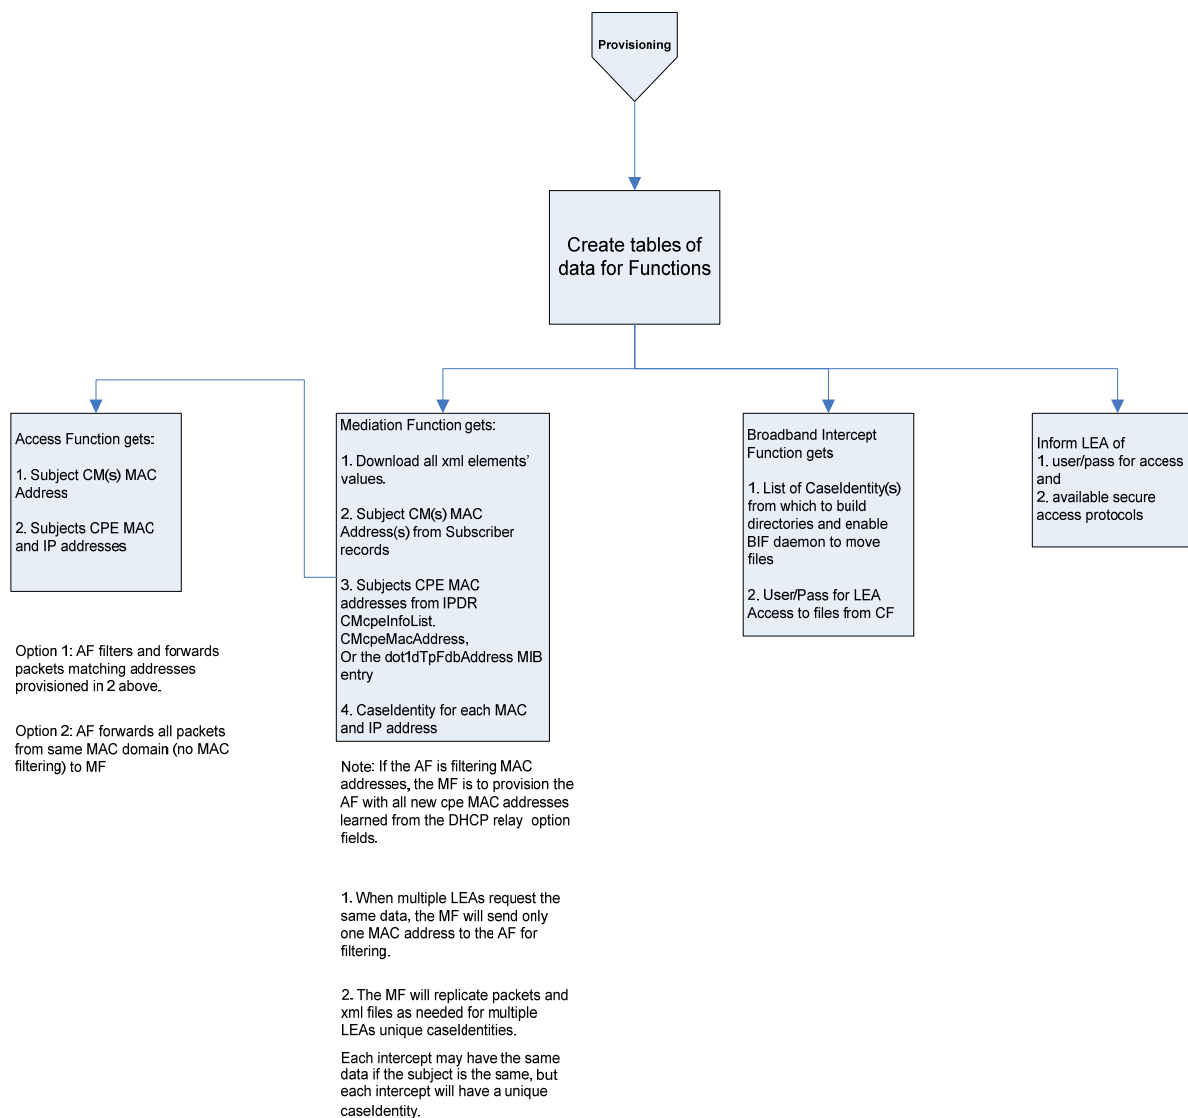 Provisioning
Create tables of
data for Functions
Access Function gets:
1. Subject CM(s) MAC
Address
2. Subjects CPE MAC
and IP addresses
Option 1: AF filters and forwards
packets matching addresses
provisioned in 2 above.
Option 2: AF forwards all packets
from same MAC domain (no MAC
filtering) to MF
Mediation Function gets:
1. Download all xml elements’
values.
2. Subject CM(s) MAC
Address(s) from Subscriber
records
3. Subjects CPE MAC
addresses from IPDR
CMcpeInfoList.
CMcpeMacAddress,
Or the dot1dTpFdbAddress MIB
entry
4. CaseIdentity for each MAC
and IP address
Note: If the AF is filtering MAC
addresses, the MF is to provision the
AF with all new cpe MAC addresses
learned from the DHCP relay option
fields.
1. When multiple LEAs request the
same data, the MF will send only
one MAC address to the AF for
filtering.
2. The MF will replicate packets and
xml files as needed for multiple
LEAs unique caseIdentities.
Each intercept may have the same
data if the subject is the same, but
each intercept will have a unique
caseIdentity.
Broadband Intercept
Function gets
1. List of CaseIdentity(s)
from which to build
directories and enable
BIF daemon to move
files
2. User/Pass for LEA
Access to files from CF
Inform LEA of
1. user/pass for access
and
2. available secure
access protocols